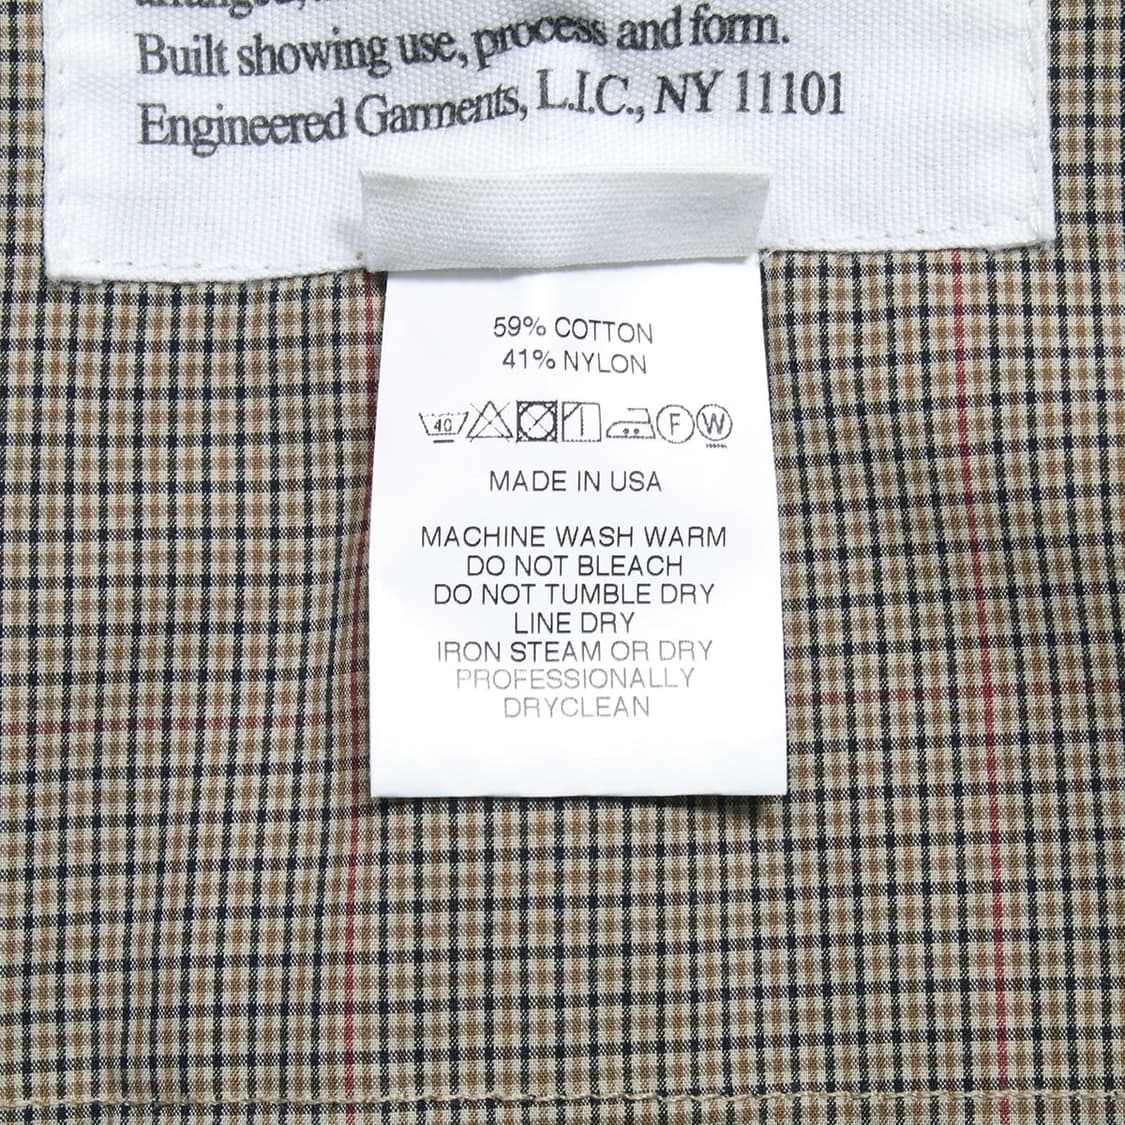 Built showing use, process and form.
Engineered Garments, L.I.C., NY 11101
59% COTTON
41% NYLON
40 F W
MADE IN USA
MACHINE WASH WARM
DO NOT BLEACH
DO NOT TUMBLE DRY
LINE DRY
IRON STEAM OR DRY
PROFESSIONALLY
DRYCLEAN